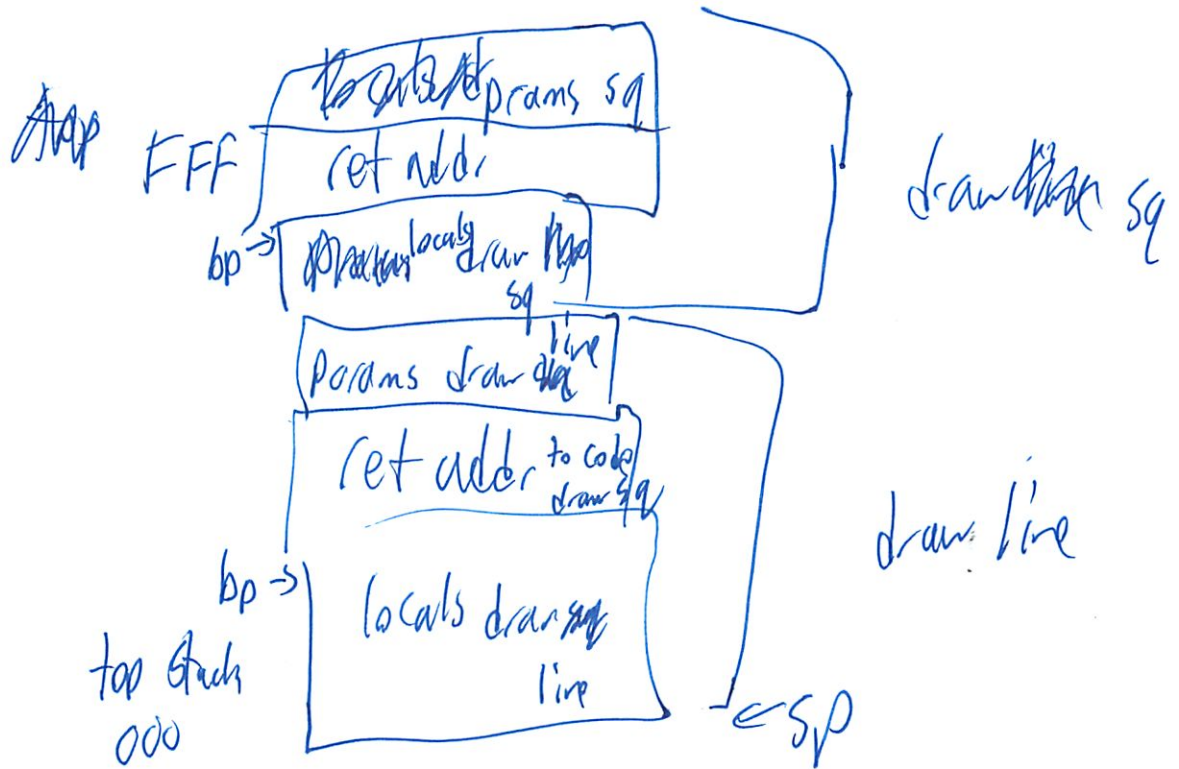 prams sq
FFF ret addr
draw sq
bp → locals draw
sq
line
params draw
ret addr to code
draw sq
draw line
bp →
locals draw
line
top stack
000
← sp